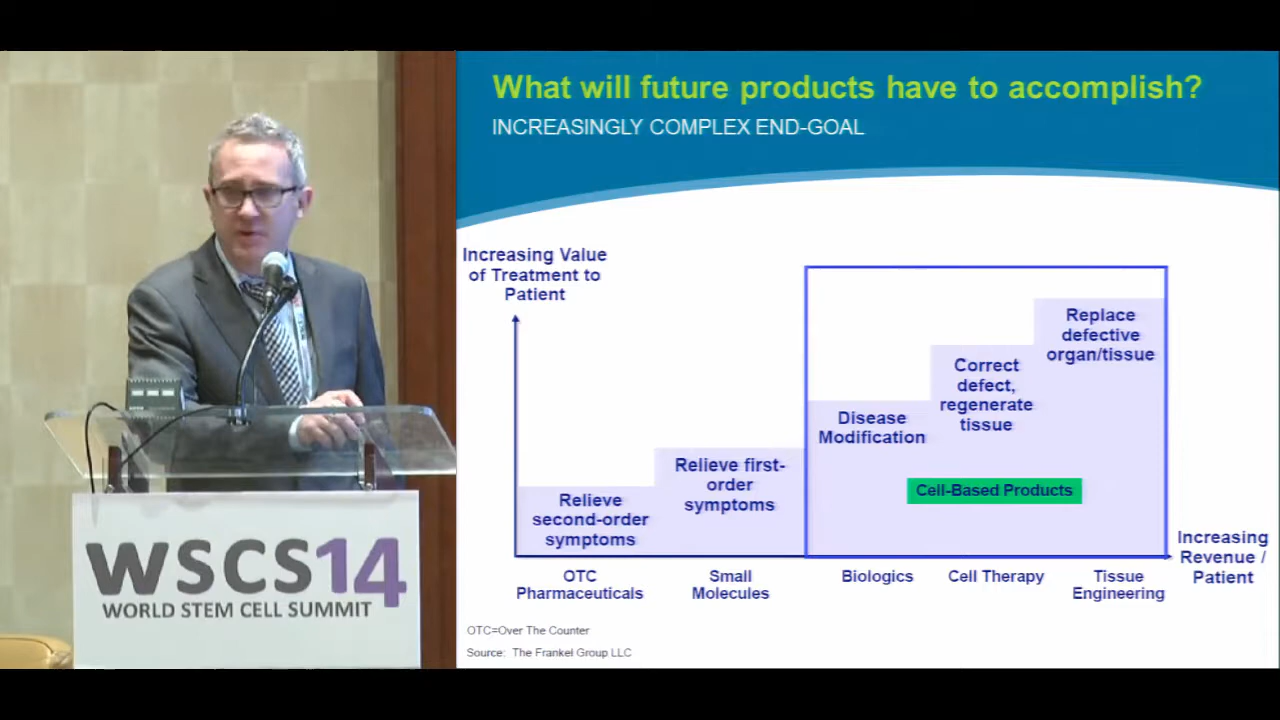 What will future products have to accomplish?
INCREASINGLY COMPLEX END-GOAL
Increasing Value
of Treatment to
Patient
Replace
defective
organ/tissue
Correct
defect,
regenerate
tissue
Disease
Modification
Relieve first-
order
symptoms
Relieve
second-order
symptoms
Cell-Based Products
Increasing
Revenue /
Patient
OTC
Pharmaceuticals
Small
Molecules
Biologics
Cell Therapy
Tissue
Engineering
OTC=Over The Counter
Source: The Frankel Group LLC
WSCS14
WORLD STEM CELL SUMMIT